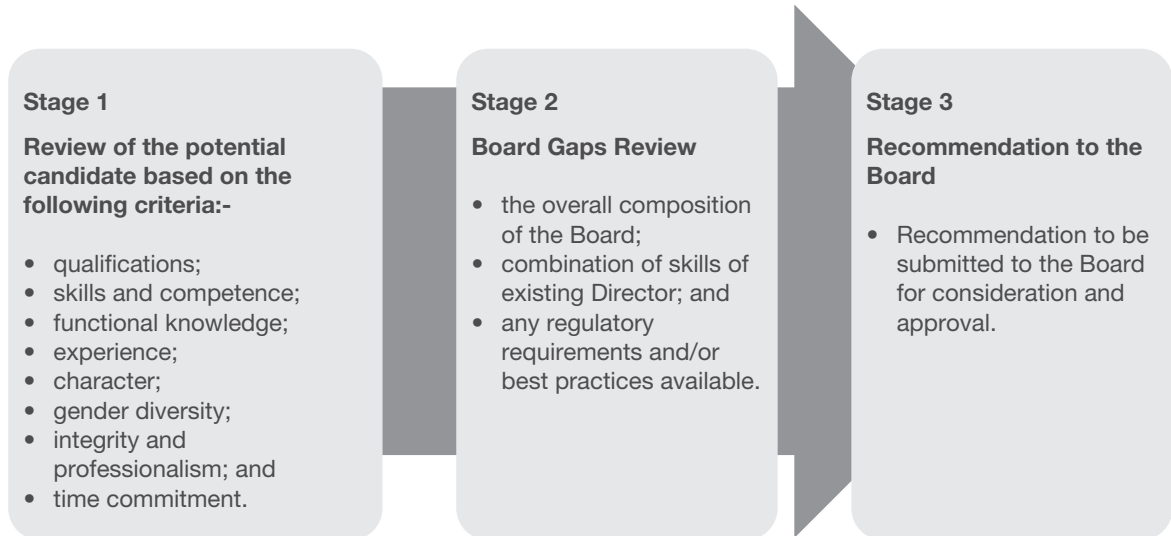 Stage 1
Review of the potential
candidate based on the
following criteria:-
• qualifications;
• skills and competence;
• functional knowledge;
• experience;
• character;
• gender diversity;
• integrity and
professionalism; and
• time commitment.
Stage 2
Board Gaps Review
• the overall composition
of the Board;
• combination of skills of
existing Director; and
• any regulatory
requirements and/or
best practices available.
Stage 3
Recommendation to the
Board
• Recommendation to be
submitted to the Board
for consideration and
approval.